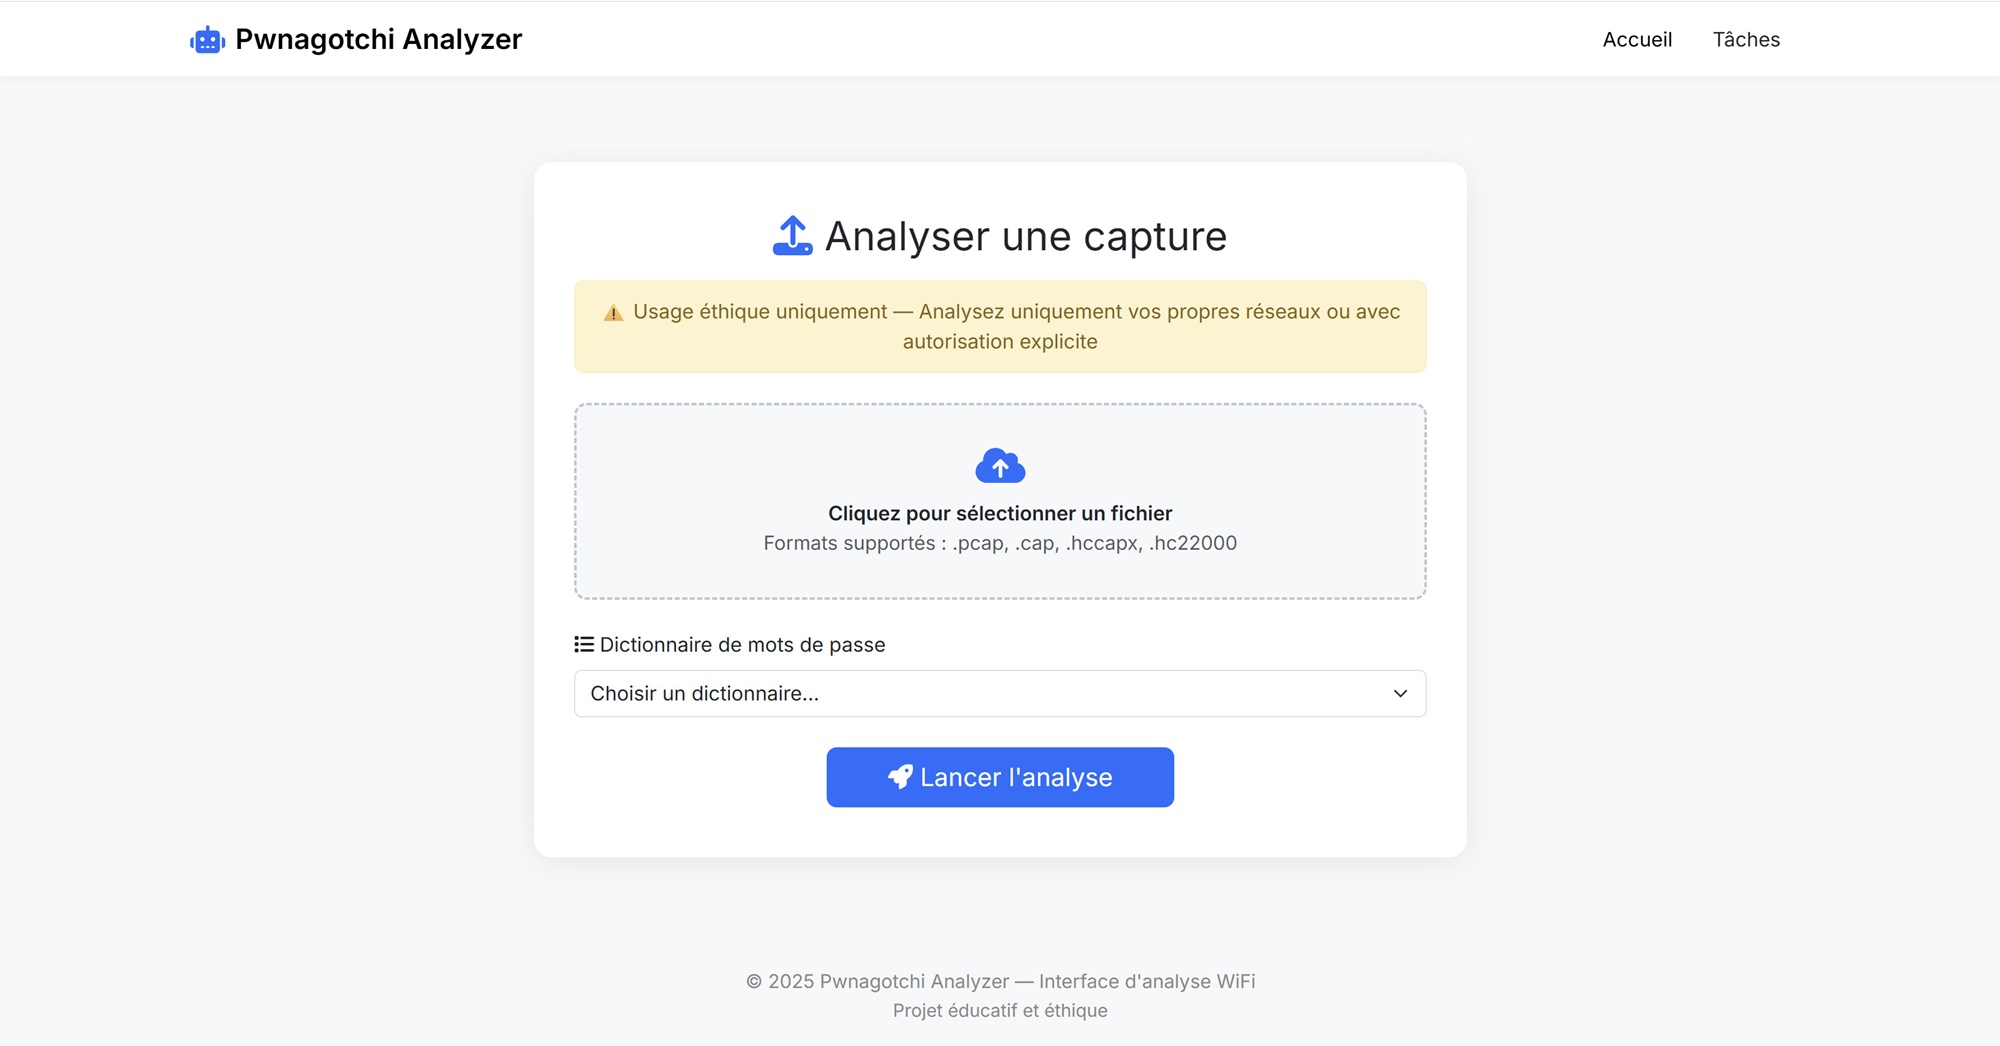 Pwnagotchi Analyzer
Accueil
Tâches
Analyser une capture
Usage éthique uniquement — Analysez uniquement vos propres réseaux ou avec
autorisation explicite
Cliquez pour sélectionner un fichier
Formats supportés : .pcap, .cap, .hccapx, .hc22000
Dictionnaire de mots de passe
Choisir un dictionnaire...
Lancer l'analyse
© 2025 Pwnagotchi Analyzer — Interface d'analyse WiFi
Projet éducatif et éthique